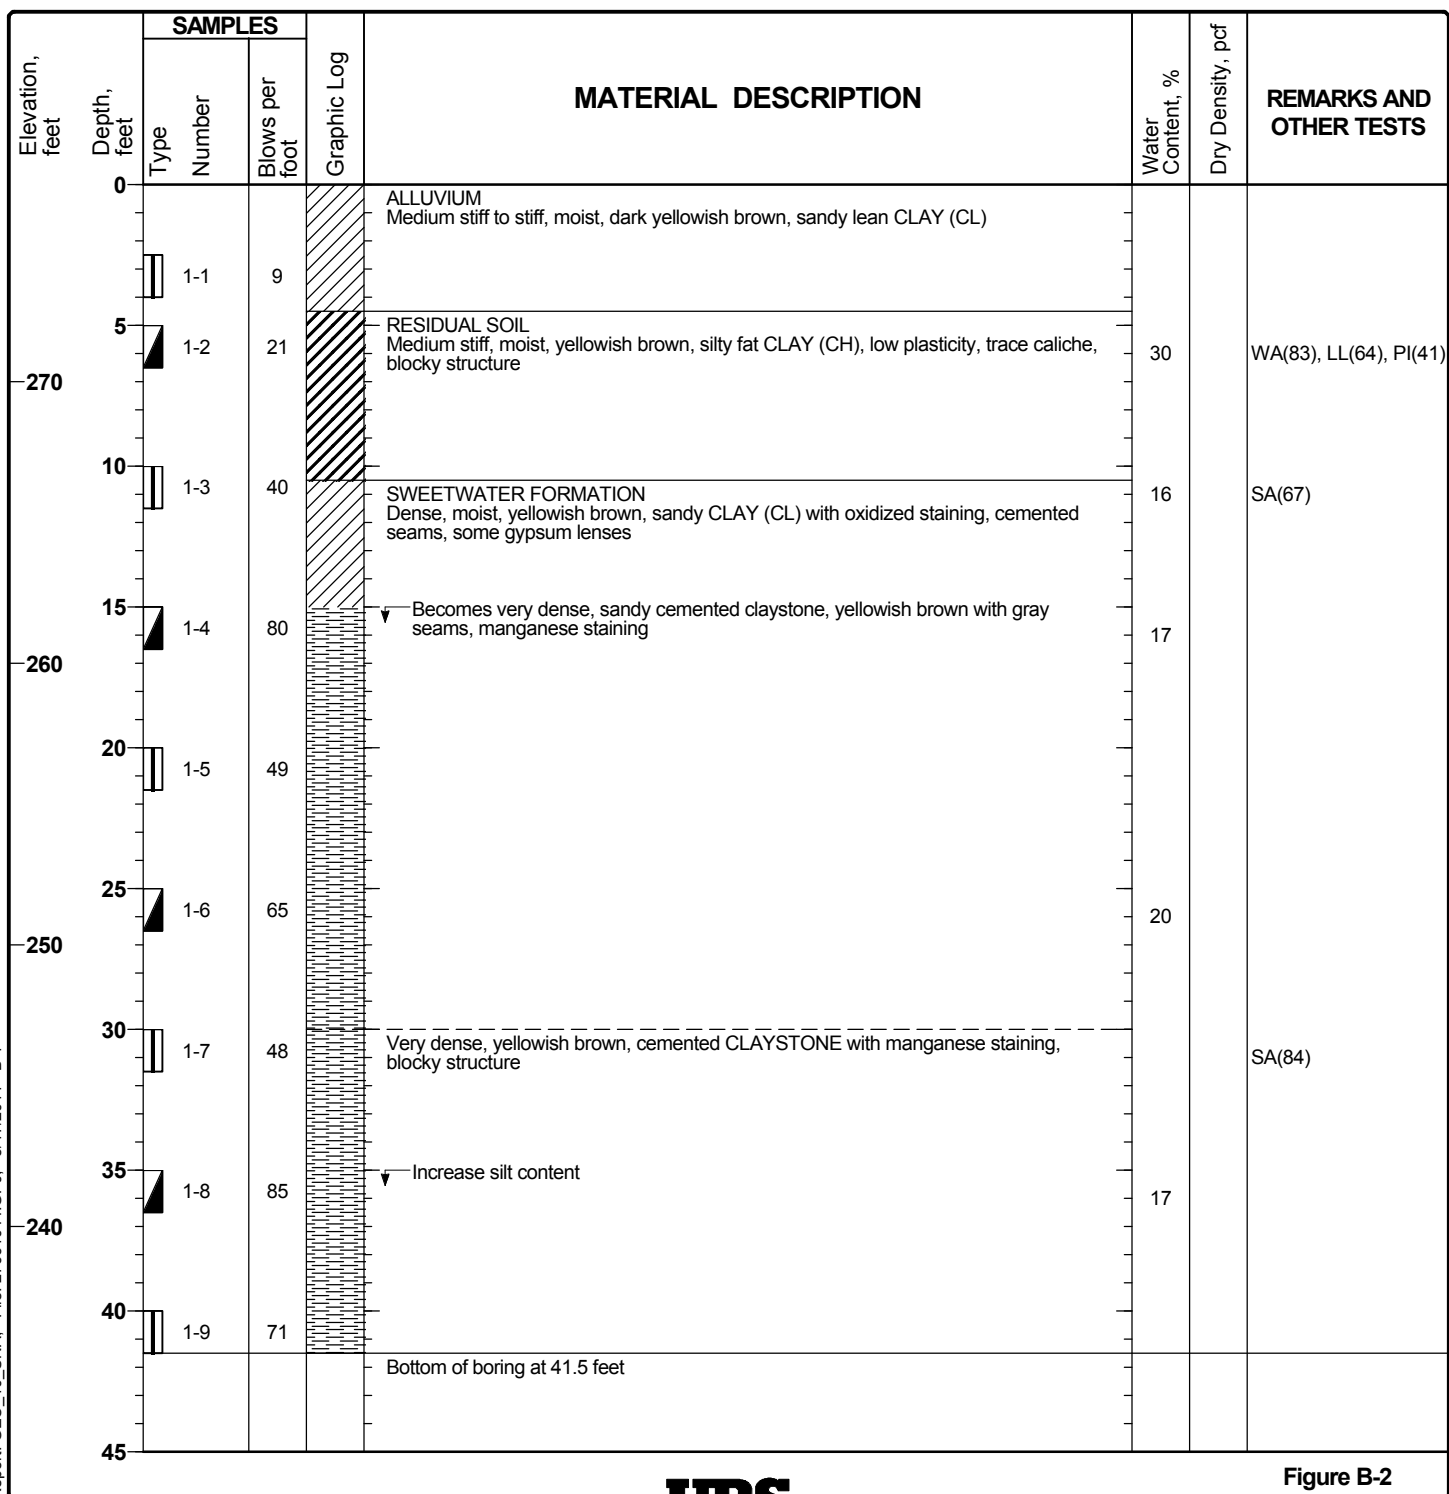 SAMPLES
Elevation, feet
Depth, feet
Type
Number
Blows per foot
Graphic Log
MATERIAL DESCRIPTION
Water Content, %
Dry Density, pcf
REMARKS AND
OTHER TESTS
0
ALLUVIUM
Medium stiff to stiff, moist, dark yellowish brown, sandy lean CLAY (CL)
1-1 9
5
RESIDUAL SOIL
Medium stiff, moist, yellowish brown, silty fat CLAY (CH), low plasticity, trace caliche,
blocky structure
1-2 21 30 WA(83), LL(64), PI(41)
270
10
1-3 40 16 SA(67)
SWEETWATER FORMATION
Dense, moist, yellowish brown, sandy CLAY (CL) with oxidized staining, cemented
seams, some gypsum lenses
15
Becomes very dense, sandy cemented claystone, yellowish brown with gray
seams, manganese staining
1-4 80 17
260
20
1-5 49
25
1-6 65 20
250
30
Very dense, yellowish brown, cemented CLAYSTONE with manganese staining,
blocky structure
1-7 48 SA(84)
35
Increase silt content
1-8 85 17
240
40
1-9 71
Bottom of boring at 41.5 feet
45
Figure B-2
URS